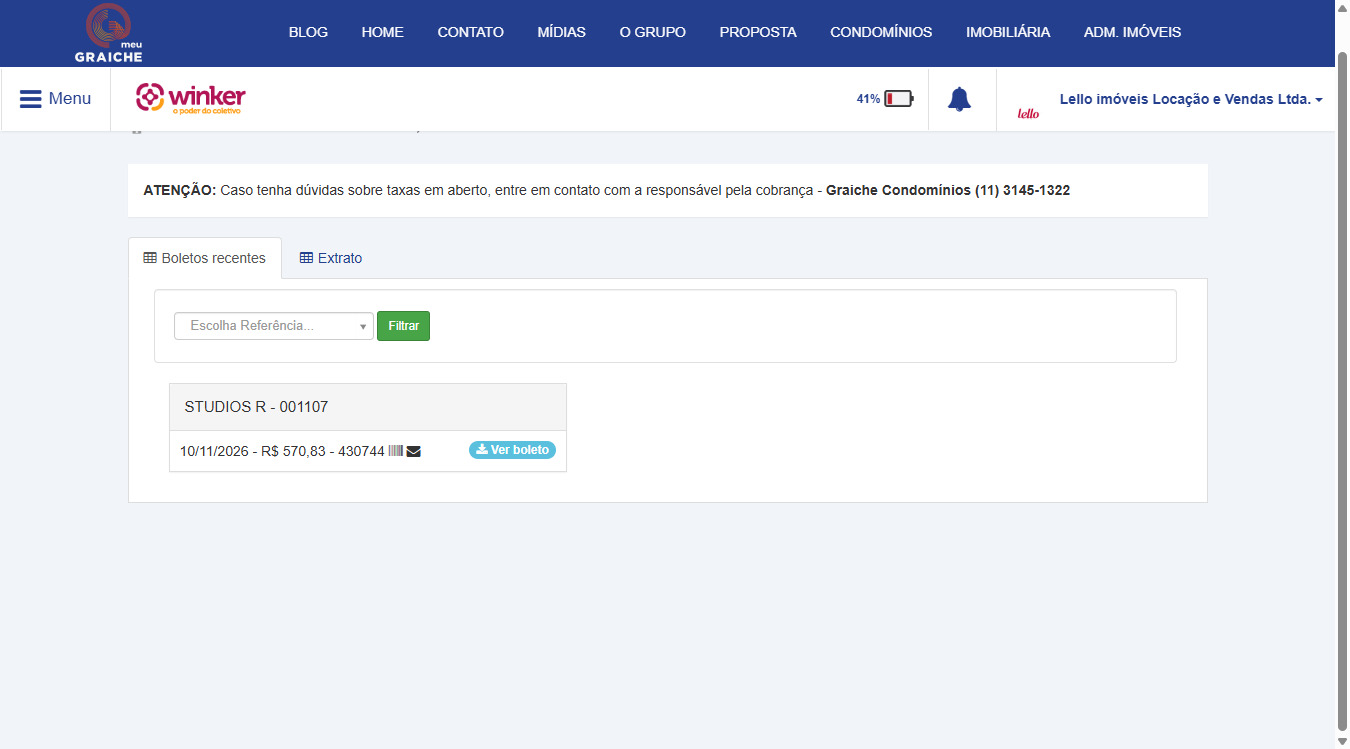 meu
GRAICHE
BLOG HOME CONTATO MÍDIAS O GRUPO PROPOSTA CONDOMÍNIOS IMOBILIÁRIA ADM. IMÓVEIS
Menu
winker
o poder do coletivo
41%
lello
Lello imóveis Locação e Vendas Ltda.
ATENÇÃO: Caso tenha dúvidas sobre taxas em aberto, entre em contato com a responsável pela cobrança - Graiche Condomínios (11) 3145-1322
Boletos recentes Extrato
Escolha Referência... Filtrar
STUDIOS R - 001107
10/11/2026 - R$ 570,83 - 430744 Ver boleto